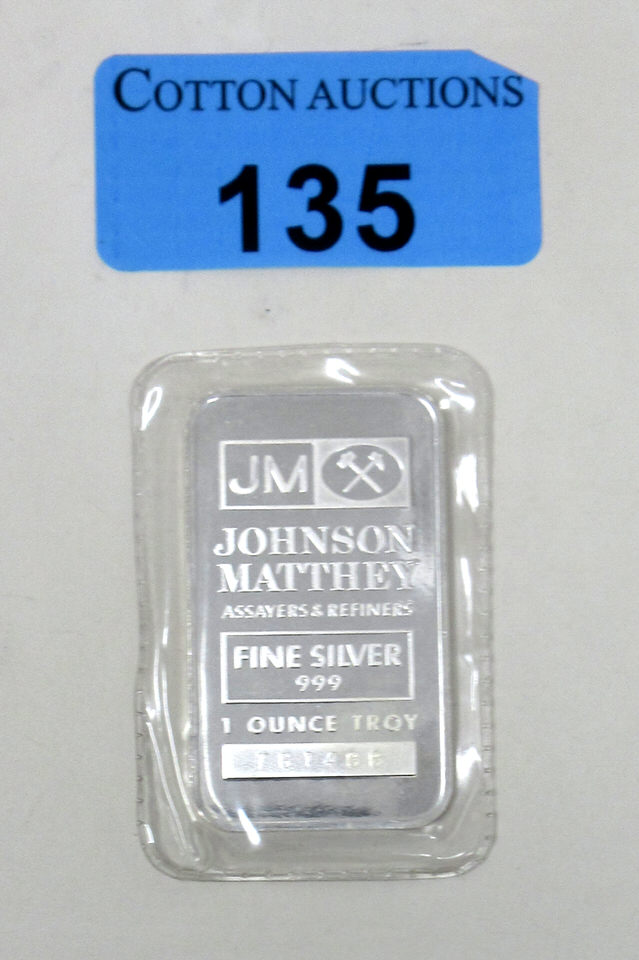 COTTON AUCTIONS
135
JM
JOHNSON
MATTHEY
ASSAYERS & REFINERS
FINE SILVER
999
1 OUNCE TROY